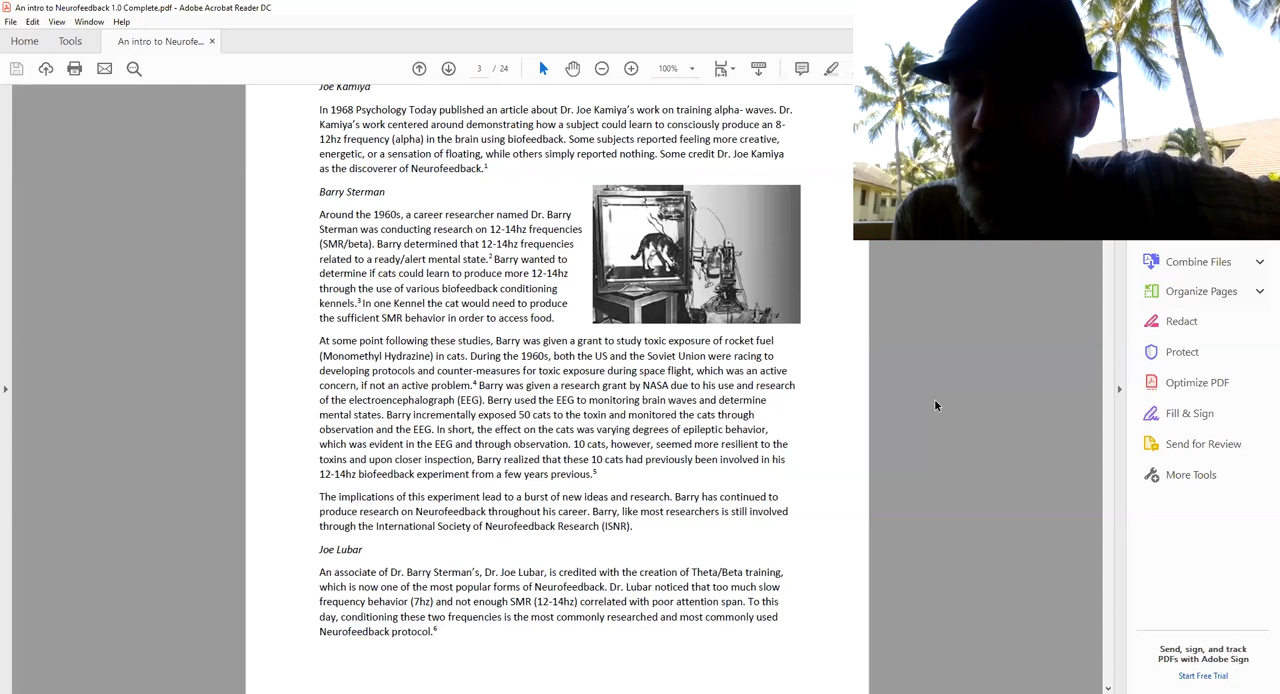 An intro to Neurofeedback 1.0 Complete.pdf - Adobe Acrobat Reader DC
File Edit View Window Help
Home Tools An intro to Neurofe... ×
3 / 24 100%
Joe Kamiya
In 1968 Psychology Today published an article about Dr. Joe Kamiya's work on training alpha- waves. Dr.
Kamiya's work centered around demonstrating how a subject could learn to consciously produce an 8-
12hz frequency (alpha) in the brain using biofeedback. Some subjects reported feeling more creative,
energetic, or a sensation of floating, while others simply reported nothing. Some credit Dr. Joe Kamiya
as the discoverer of Neurofeedback.1
Barry Sterman
Around the 1960s, a career researcher named Dr. Barry
Sterman was conducting research on 12-14hz frequencies
(SMR/beta). Barry determined that 12-14hz frequencies
related to a ready/alert mental state.2 Barry wanted to
determine if cats could learn to produce more 12-14hz
through the use of various biofeedback conditioning
kennels.3 In one Kennel the cat would need to produce
the sufficient SMR behavior in order to access food.
At some point following these studies, Barry was given a grant to study toxic exposure of rocket fuel
(Monomethyl Hydrazine) in cats. During the 1960s, both the US and the Soviet Union were racing to
developing protocols and counter-measures for toxic exposure during space flight, which was an active
concern, if not an active problem.4 Barry was given a research grant by NASA due to his use and research
of the electroencephalograph (EEG). Berry used the EEG to monitoring brain waves and determine
mental states. Barry incrementally exposed 50 cats to the toxin and monitored the cats through
observation and the EEG. In short, the effect on the cats was varying degrees of epileptic behavior,
which was evident in the EEG and through observation. 10 cats, however, seemed more resilient to the
toxins and upon closer inspection, Barry realized that these 10 cats had previously been involved in his
12-14hz biofeedback experiment from a few years previous.5
The implications of this experiment lead to a burst of new ideas and research. Barry has continued to
produce research on Neurofeedback throughout his career. Barry, like most researchers is still involved
through the International Society of Neurofeedback Research (ISNR).
Joe Lubar
An associate of Dr. Barry Sterman's, Dr. Joe Lubar, is credited with the creation of Theta/Beta training,
which is now one of the most popular forms of Neurofeedback. Dr. Lubar noticed that too much slow
frequency behavior (7hz) and not enough SMR (12-14hz) correlated with poor attention span. To this
day, conditioning these two frequencies is the most commonly researched and most commonly used
Neurofeedback protocol.6
Combine Files
Organize Pages
Redact
Protect
Optimize PDF
Fill & Sign
Send for Review
More Tools
Send, sign, and track
PDFs with Adobe Sign
Start Free Trial